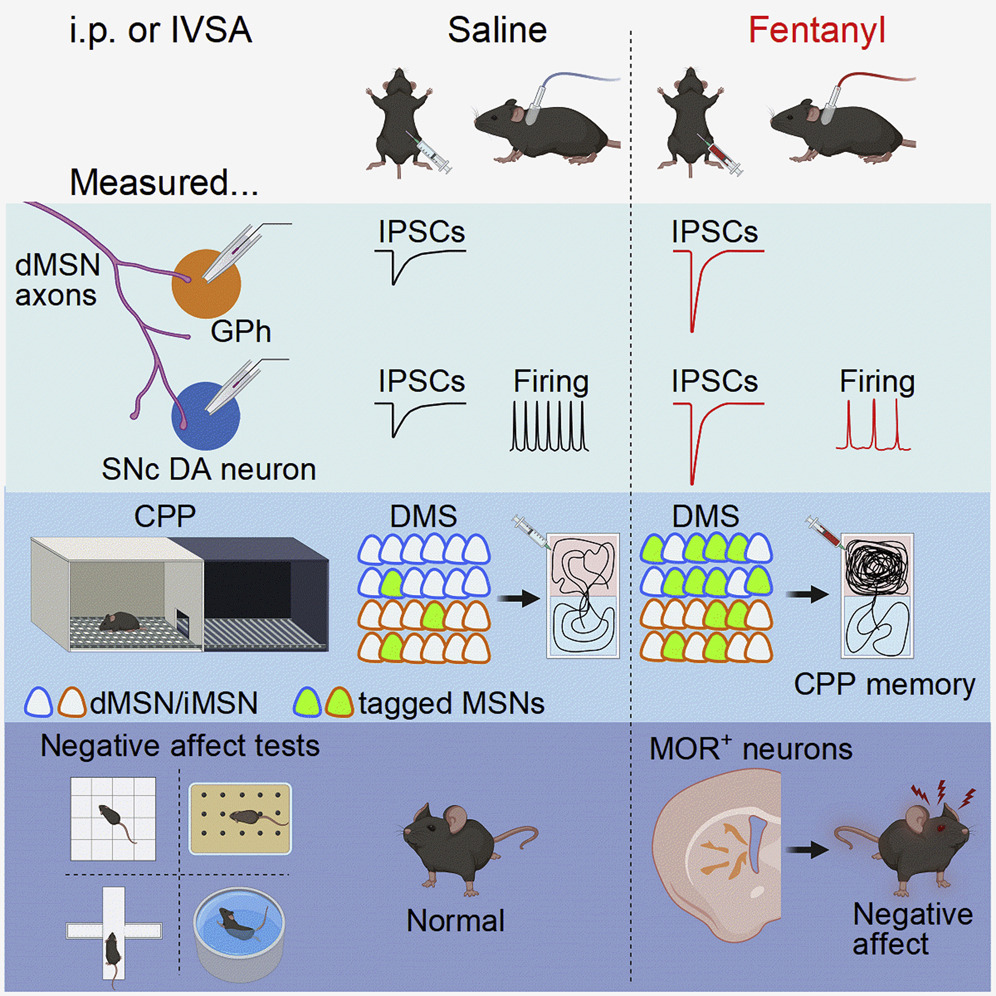 i.p. or IVSA
Saline
Fentanyl
Measured...
dMSN
axons
GPh
SNc DA neuron
IPSCs
IPSCs
IPSCs
Firing
IPSCs
Firing
CPP
DMS
DMS
CPP memory
dMSN/iMSN
tagged MSNs
Negative affect tests
Normal
MOR⁺ neurons
Negative
affect